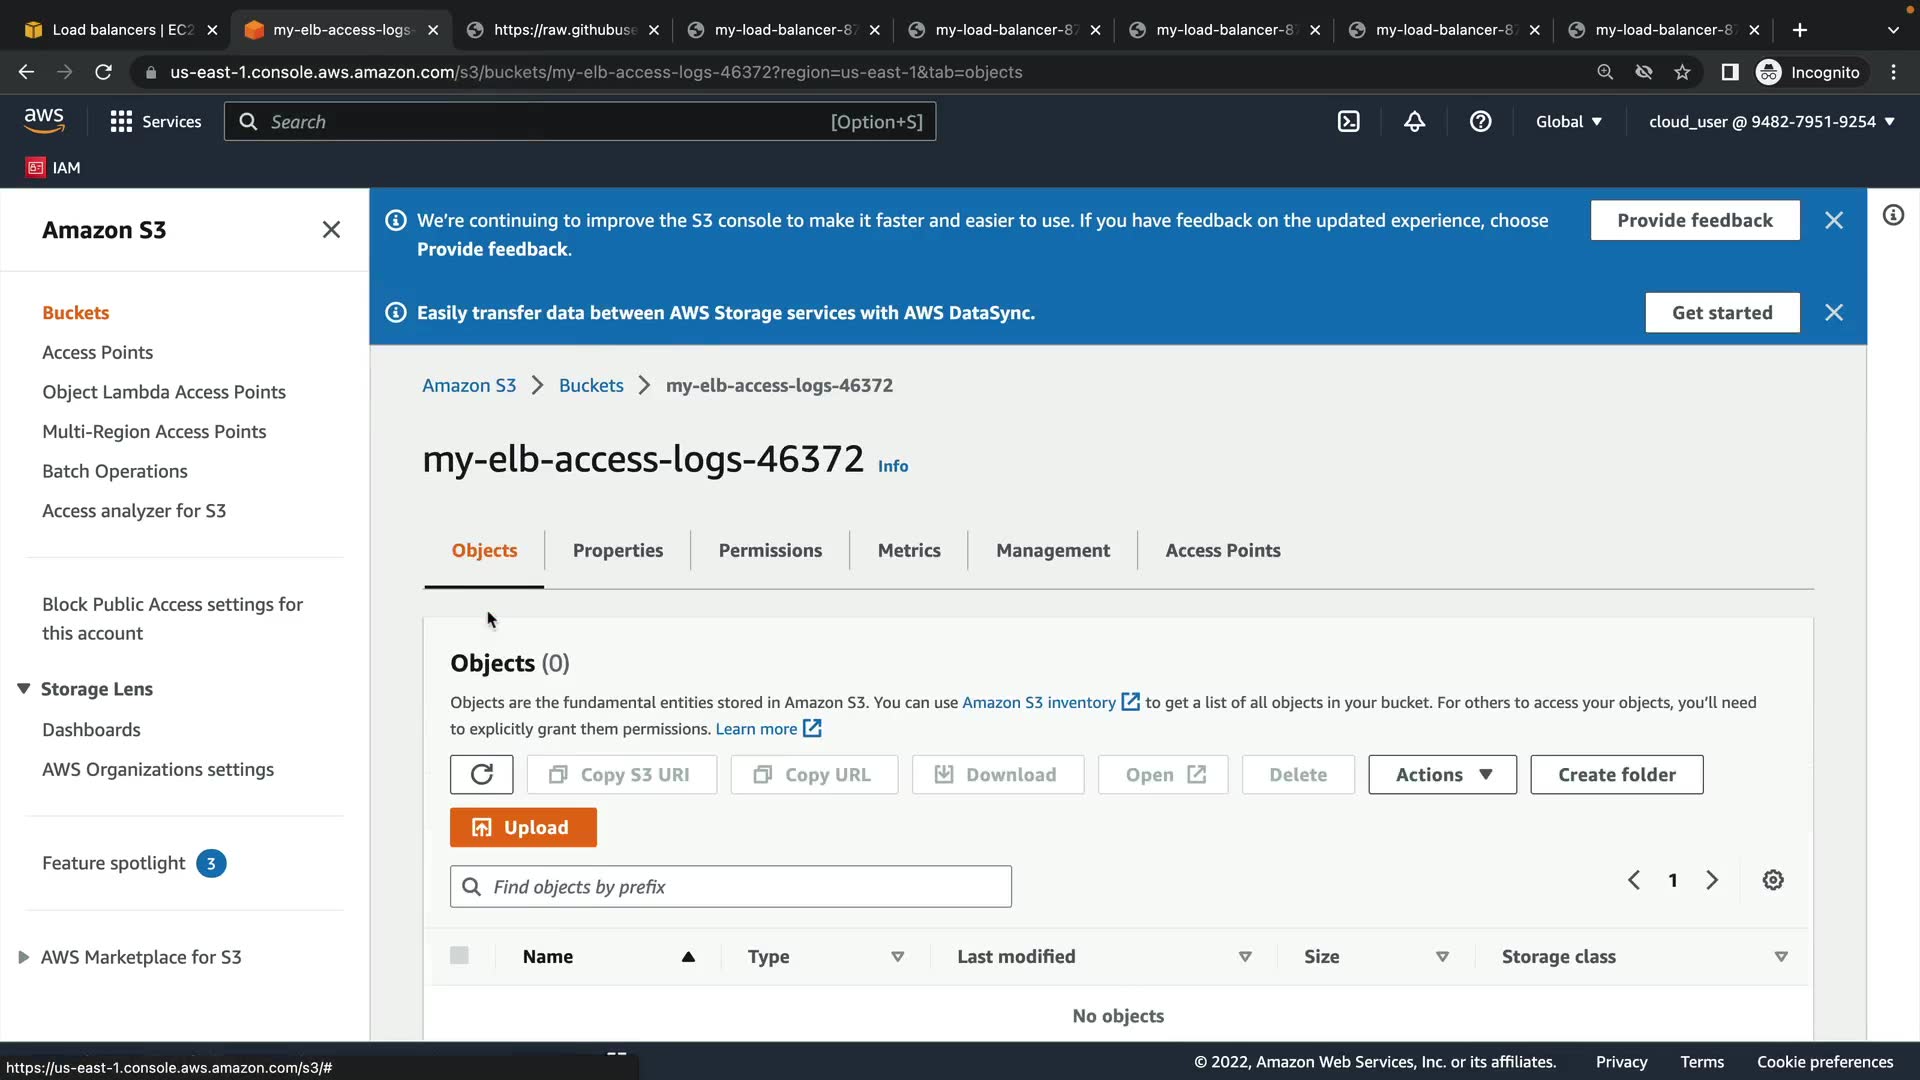 Load balancers | EC2
my-elb-access-logs-
https://raw.githubuse
my-load-balancer-87
my-load-balancer-87
my-load-balancer-87
my-load-balancer-87
my-load-balancer-87
us-east-1.console.aws.amazon.com/s3/buckets/my-elb-access-logs-46372?region=us-east-1&tab=objects
Incognito
aws
Services
Search
[Option+S]
Global
cloud_user @ 9482-7951-9254
IAM
Amazon S3
Buckets
Access Points
Object Lambda Access Points
Multi-Region Access Points
Batch Operations
Access analyzer for S3
Block Public Access settings for
this account
Storage Lens
Dashboards
AWS Organizations settings
Feature spotlight 3
AWS Marketplace for S3
We're continuing to improve the S3 console to make it faster and easier to use. If you have feedback on the updated experience, choose
Provide feedback.
Provide feedback
Easily transfer data between AWS Storage services with AWS DataSync.
Get started
Amazon S3 > Buckets > my-elb-access-logs-46372
my-elb-access-logs-46372 Info
Objects
Properties
Permissions
Metrics
Management
Access Points
Objects (0)
Objects are the fundamental entities stored in Amazon S3. You can use Amazon S3 inventory to get a list of all objects in your bucket. For others to access your objects, you'll need
to explicitly grant them permissions. Learn more
Copy S3 URI
Copy URL
Download
Open
Delete
Actions
Create folder
Upload
Find objects by prefix
1
Name
Type
Last modified
Size
Storage class
No objects
https://us-east-1.console.aws.amazon.com/s3/#
© 2022, Amazon Web Services, Inc. or its affiliates.
Privacy
Terms
Cookie preferences